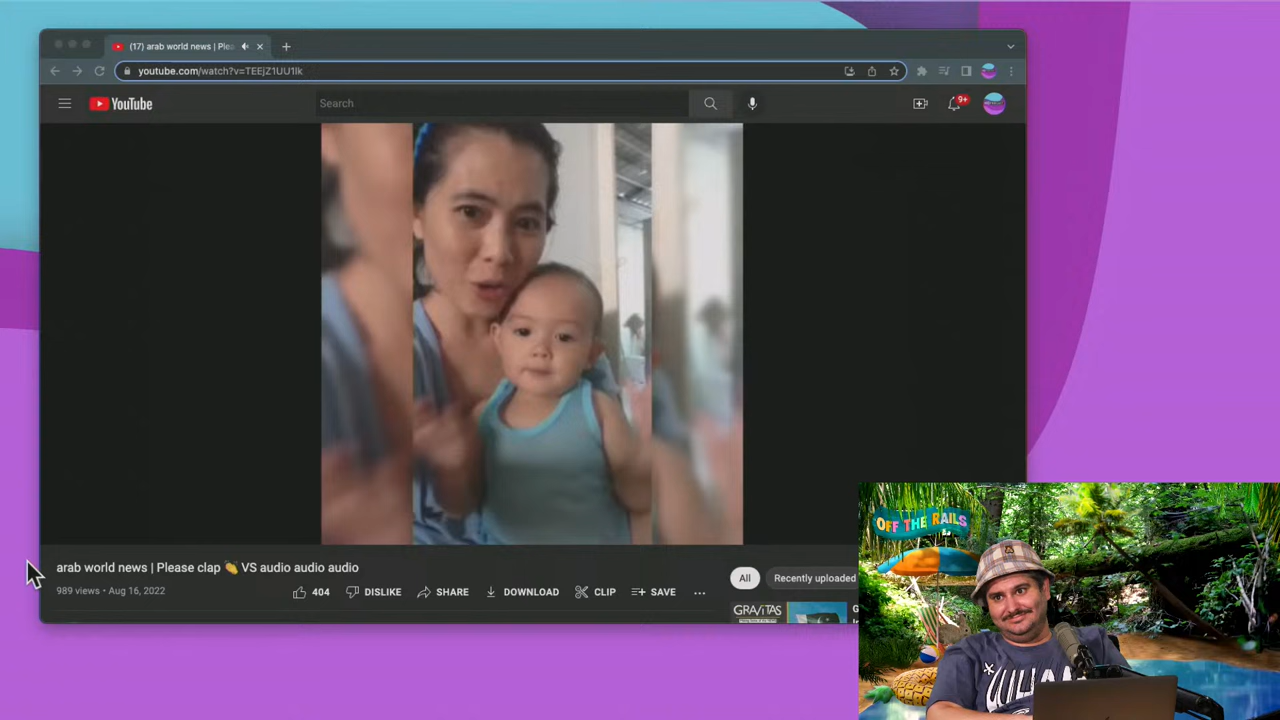 (17) arab world news | Plea
youtube.com/watch?v=TEEjZ1UU1lk
YouTube
Search
9+
arab world news | Please clap 👏 VS audio audio audio
989 views • Aug 16, 2022
404 DISLIKE SHARE DOWNLOAD CLIP SAVE ...
All Recently uploaded
GRAVITAS
OFF THE RAILS